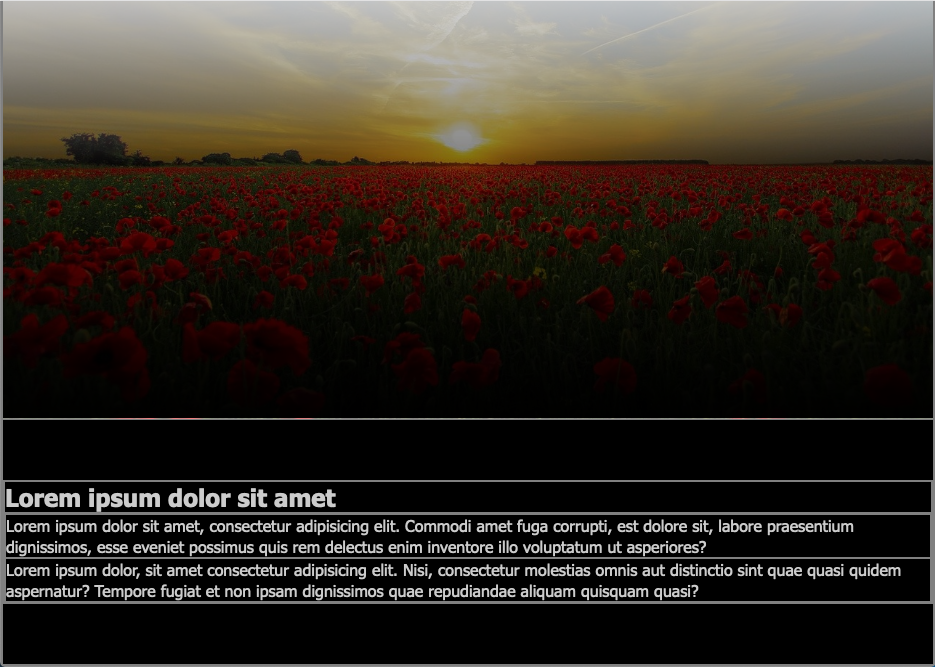 Lorem ipsum dolor sit amet
Lorem ipsum dolor sit amet, consectetur adipisicing elit. Commodi amet fuga corrupti, est dolore sit, labore praesentium
dignissimos, esse eveniet possimus quis rem delectus enim inventore illo voluptatum ut asperiores?
Lorem ipsum dolor, sit amet consectetur adipisicing elit. Nisi, consectetur molestias omnis aut distinctio sint quae quasi quidem
aspernatur? Tempore fugiat et non ipsam dignissimos quae repudiandae aliquam quisquam quasi?